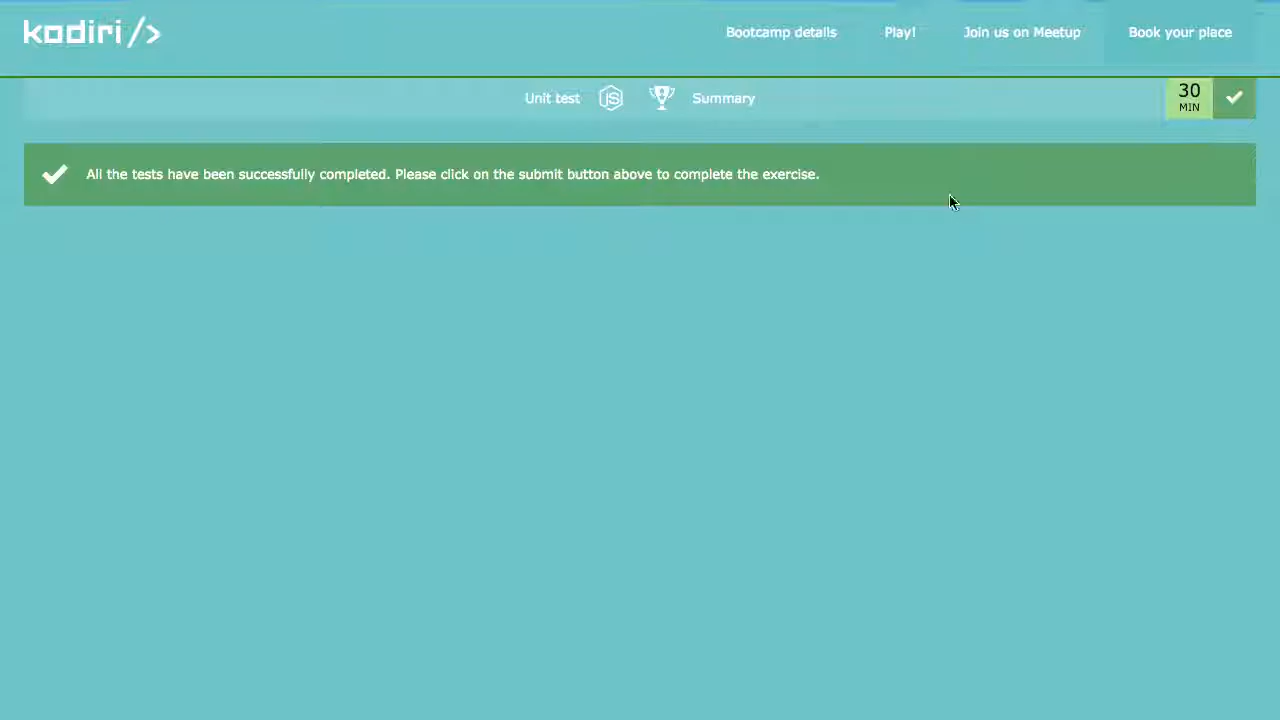 kodiri/>
Bootcamp details
Play!
Join us on Meetup
Book your place
Unit test
JS
Summary
30
MIN
All the tests have been successfully completed. Please click on the submit button above to complete the exercise.